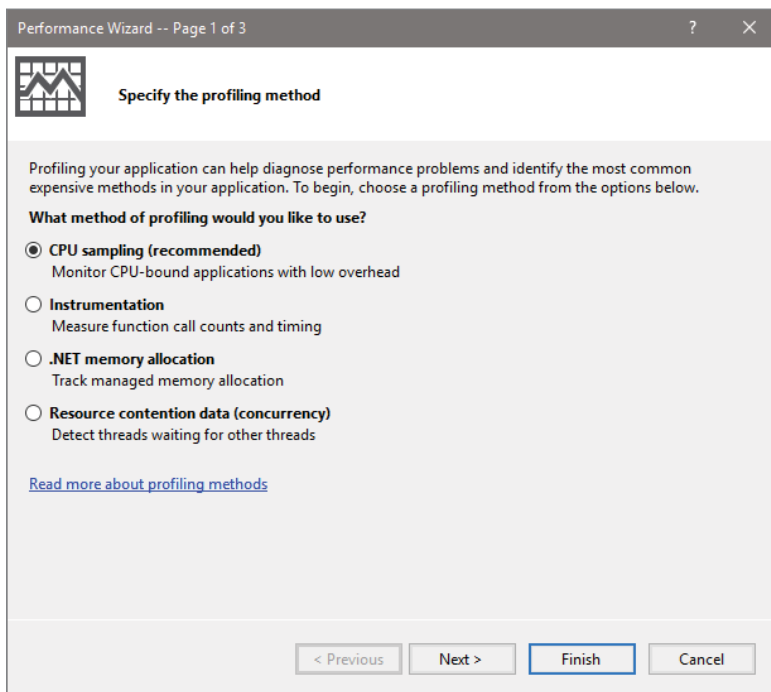 Performance Wizard -- Page 1 of 3
?
Specify the profiling method
Profiling your application can help diagnose performance problems and identify the most common
expensive methods in your application. To begin, choose a profiling method from the options below.
What method of profiling would you like to use?
CPU sampling (recommended)
Monitor CPU-bound applications with low overhead
Instrumentation
Measure function call counts and timing
.NET memory allocation
Track managed memory allocation
Resource contention data (concurrency)
Detect threads waiting for other threads
Read more about profiling methods
< Previous
Next >
Finish
Cancel